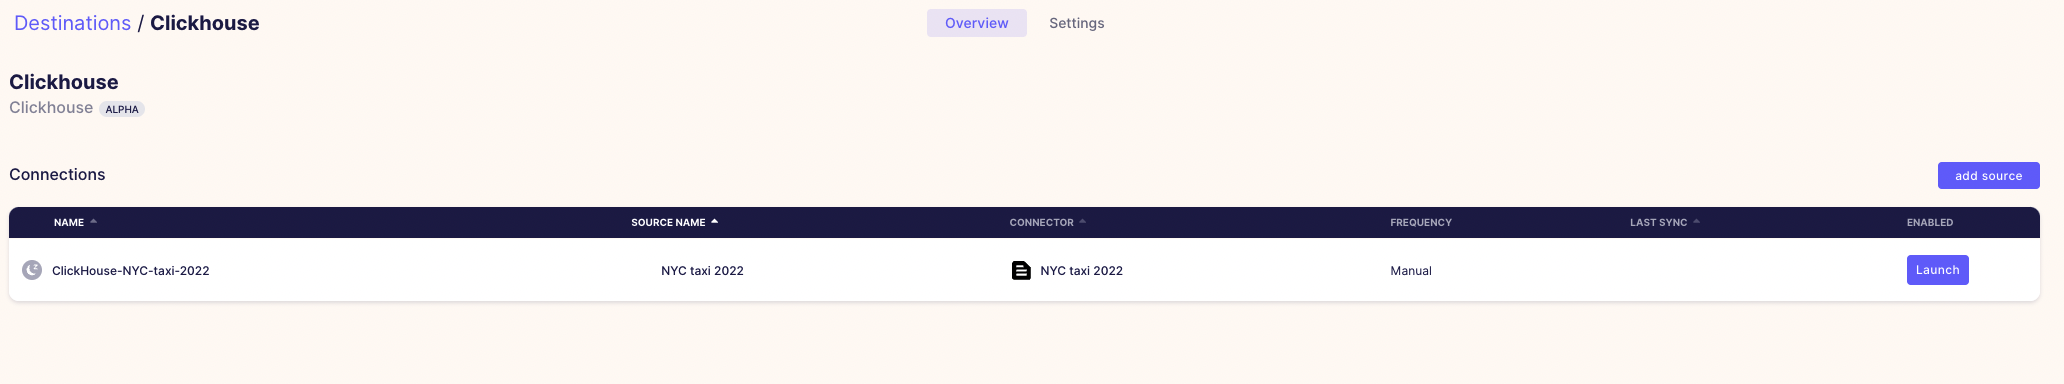 Destinations / Clickhouse
Overview
Settings
Clickhouse
Clickhouse ALPHA
Connections
add source
NAME SOURCE NAME CONNECTOR FREQUENCY LAST SYNC ENABLED
ClickHouse-NYC-taxi-2022 NYC taxi 2022 NYC taxi 2022 Manual Launch